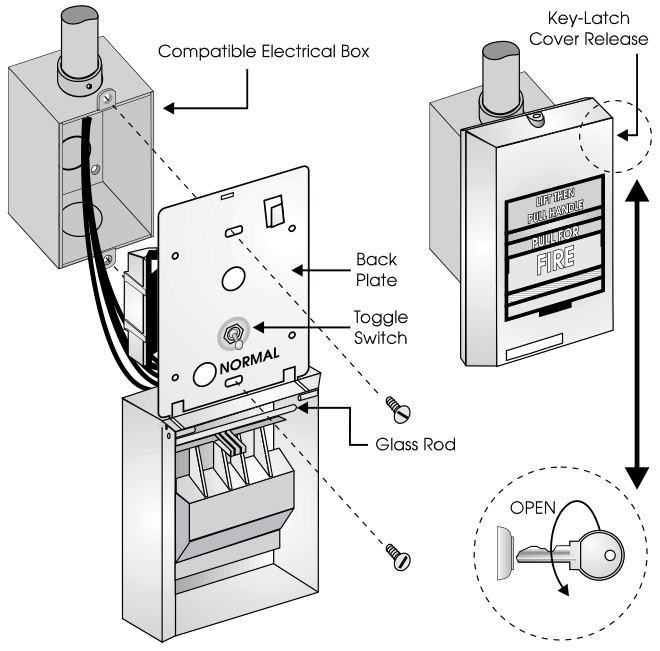 Key-Latch
Cover Release
Compatible Electrical Box
LIFT THEN
PULL HANDLE
PULL FOR
FIRE
Back
Plate
Toggle
Switch
NORMAL
Glass Rod
OPEN